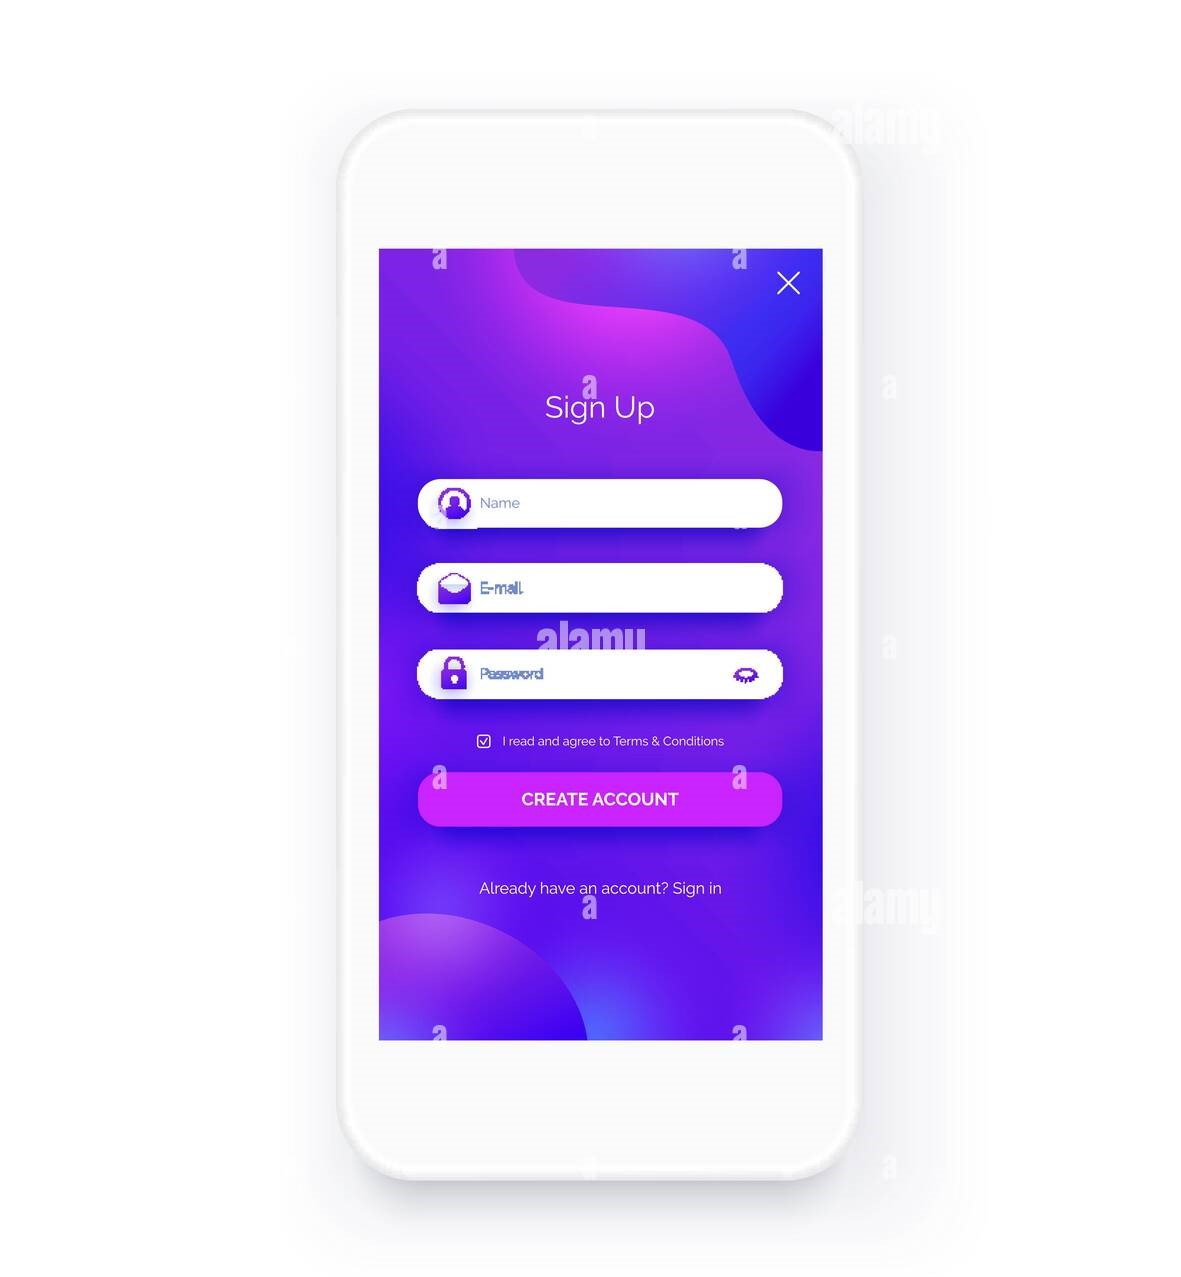 alamy
Sign Up
Name
E-mail
alamy
Password
I read and agree to Terms & Conditions
CREATE ACCOUNT
Already have an account? Sign in
alamy